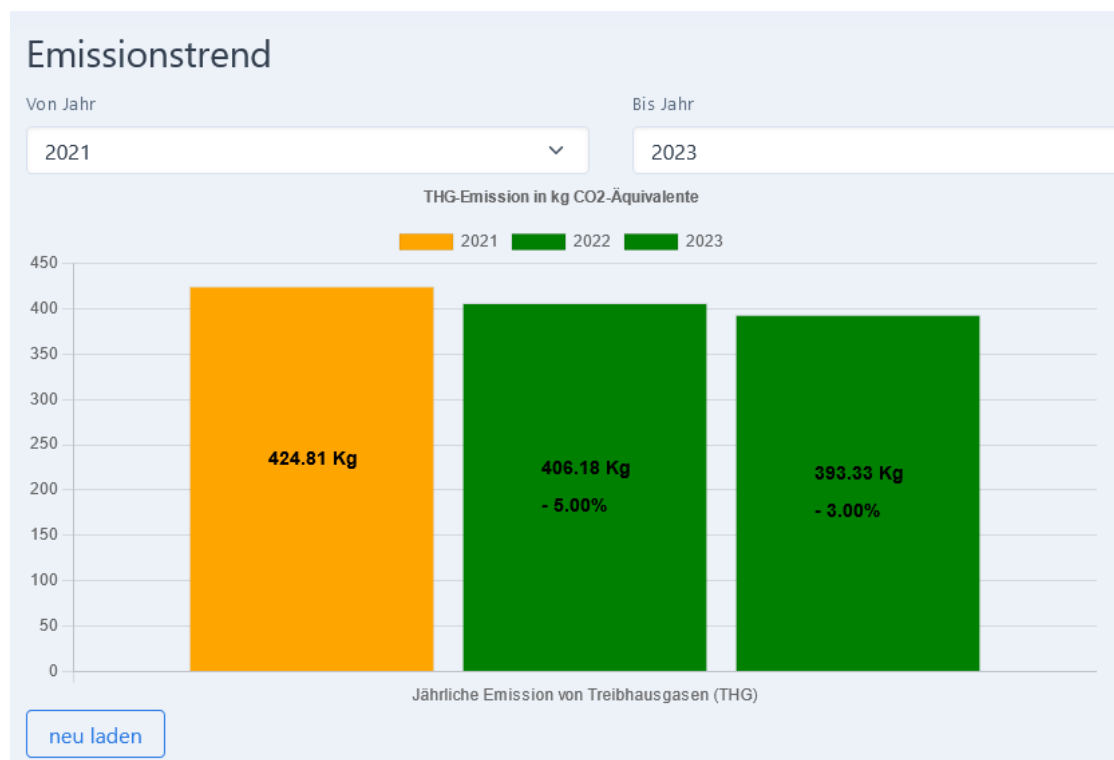 Emissionstrend
Von Jahr Bis Jahr
2021 2023
THG-Emission in kg CO2-Äquivalente
2021 2022 2023
450
400
350
300
250
200
150
100
50
0
424.81 Kg
406.18 Kg
- 5.00%
393.33 Kg
- 3.00%
Jährliche Emission von Treibhausgasen (THG)
neu laden